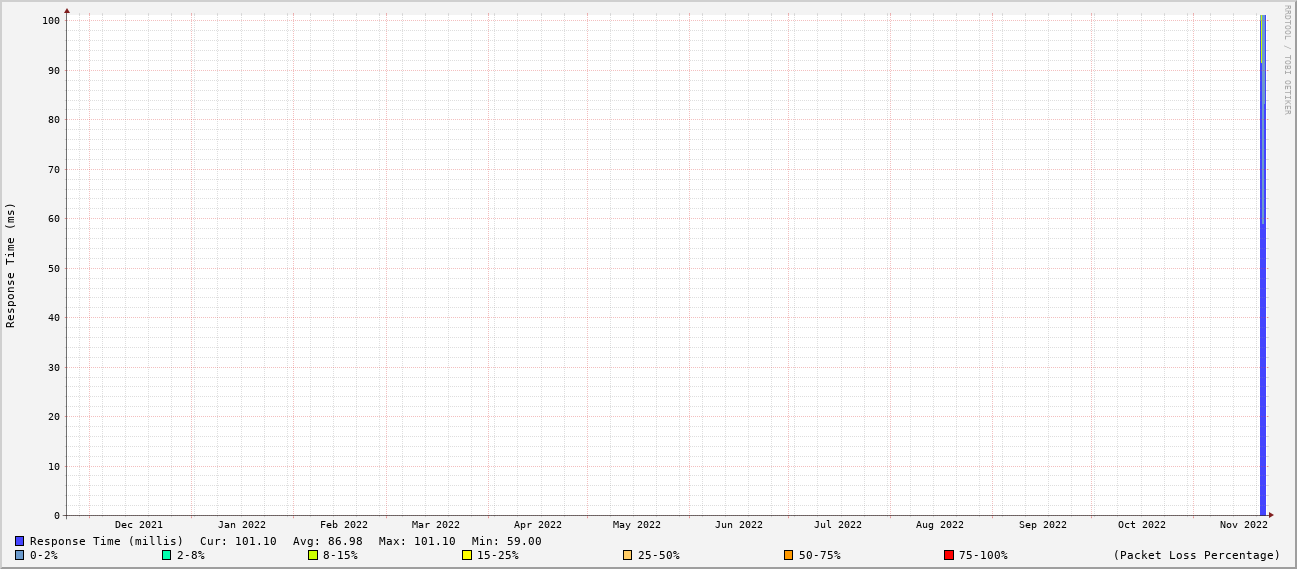 RRDTOOL / TOBI OETIKER
Response Time (ms)
100
90
80
70
60
50
40
30
20
10
0
Dec 2021 Jan 2022 Feb 2022 Mar 2022 Apr 2022 May 2022 Jun 2022 Jul 2022 Aug 2022 Sep 2022 Oct 2022 Nov 2022
Response Time (millis) Cur: 101.10 Avg: 86.98 Max: 101.10 Min: 59.00
0-2% 2-8% 8-15% 15-25% 25-50% 50-75% 75-100% (Packet Loss Percentage)